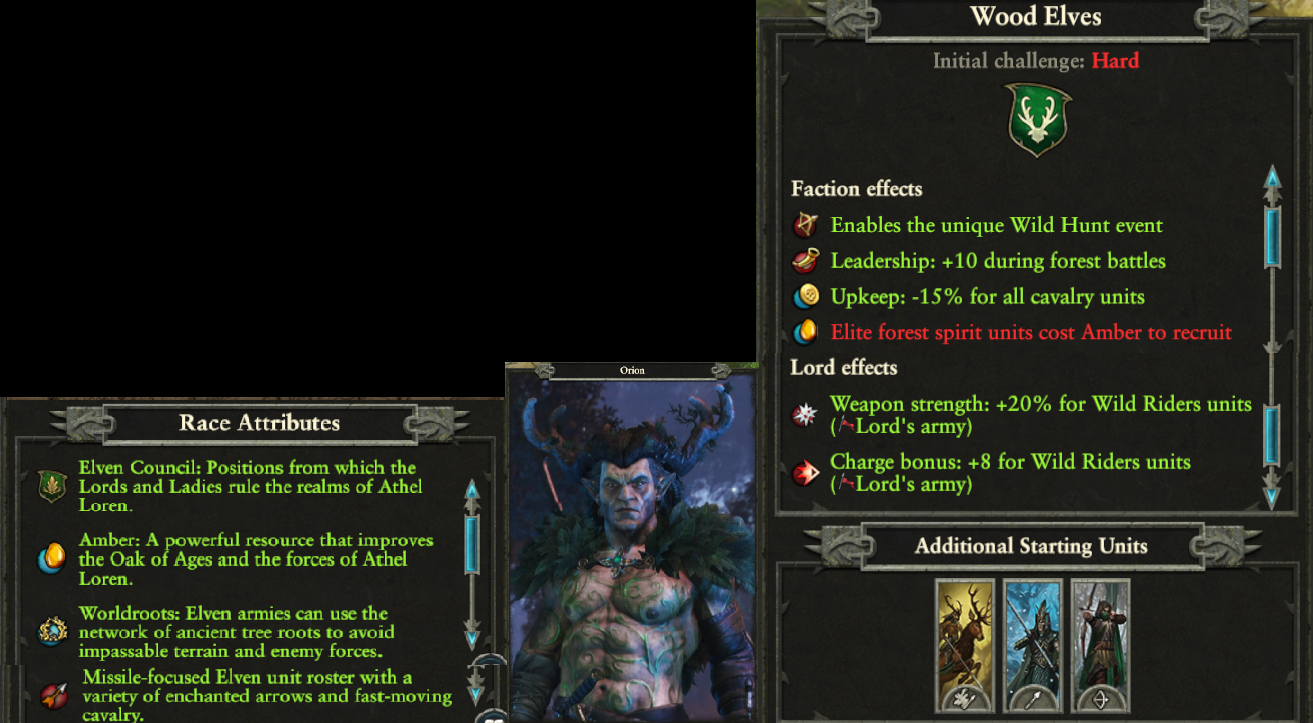 Wood Elves
Initial challenge: Hard
Faction effects
Enables the unique Wild Hunt event
Leadership: +10 during forest battles
Upkeep: -15% for all cavalry units
Elite forest spirit units cost Amber to recruit
Lord effects
Weapon strength: +20% for Wild Riders units
(Lord's army)
Charge bonus: +8 for Wild Riders units
(Lord's army)
Additional Starting Units
Orion
Race Attributes
Elven Council: Positions from which the
Lords and Ladies rule the realms of Athel
Loren.
Amber: A powerful resource that improves
the Oak of Ages and the forces of Athel
Loren.
Worldroots: Elven armies can use the
network of ancient tree roots to avoid
impassable terrain and enemy forces.
Missile-focused Elven unit roster with a
variety of enchanted arrows and fast-moving
cavalry.